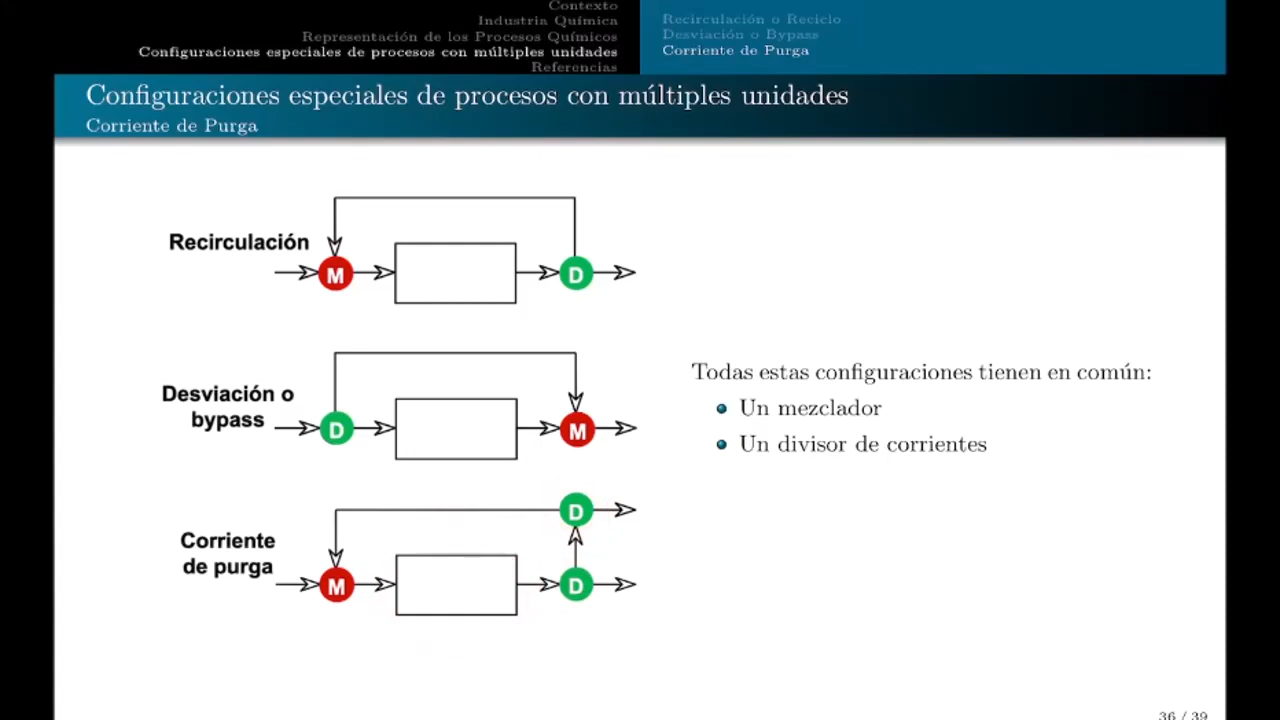 Contexto
Industria Química
Representación de los Procesos Químicos
Configuraciones especiales de procesos con múltiples unidades
Referencias
Recirculación o Reciclo
Desviación o Bypass
Corriente de Purga
Configuraciones especiales de procesos con múltiples unidades
Corriente de Purga
Recirculación
M
D
Desviación o
bypass
D
M
Corriente
de purga
D
M
D
Todas estas configuraciones tienen en común:
Un mezclador
Un divisor de corrientes
36 / 39